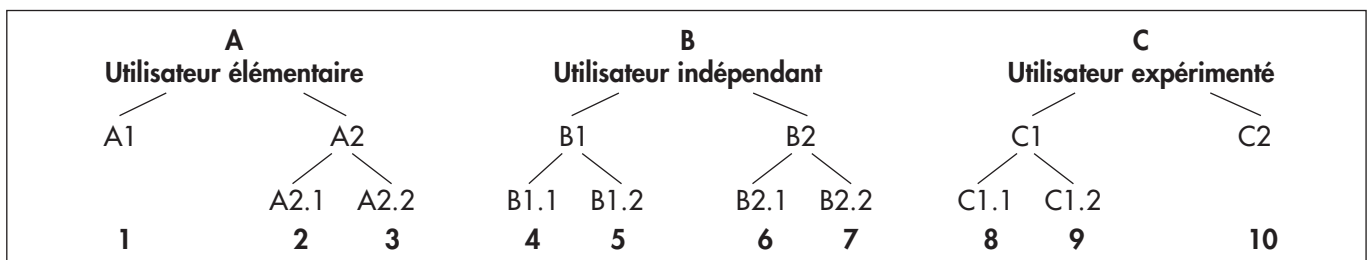 A B C
Utilisateur élémentaire Utilisateur indépendant Utilisateur expérimenté
A1 A2 B1 B2 C1 C2
A2.1 A2.2 B1.1 B1.2 B2.1 B2.2 C1.1 C1.2
1 2 3 4 5 6 7 8 9 10